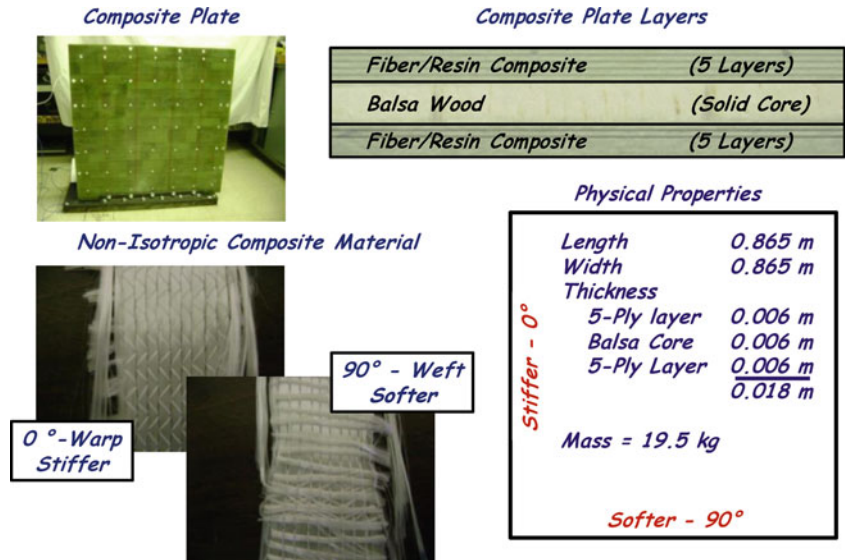 Composite Plate
Composite Plate Layers
Fiber/Resin Composite (5 Layers)
Balsa Wood (Solid Core)
Fiber/Resin Composite (5 Layers)
Non-Isotropic Composite Material
0 °-Warp
Stiffer
90° - Weft
Softer
Physical Properties
Length 0.865 m
Width 0.865 m
Thickness
5-Ply layer 0.006 m
Balsa Core 0.006 m
5-Ply Layer 0.006 m
0.018 m
Mass = 19.5 kg
Stiffer - 0°
Softer - 90°